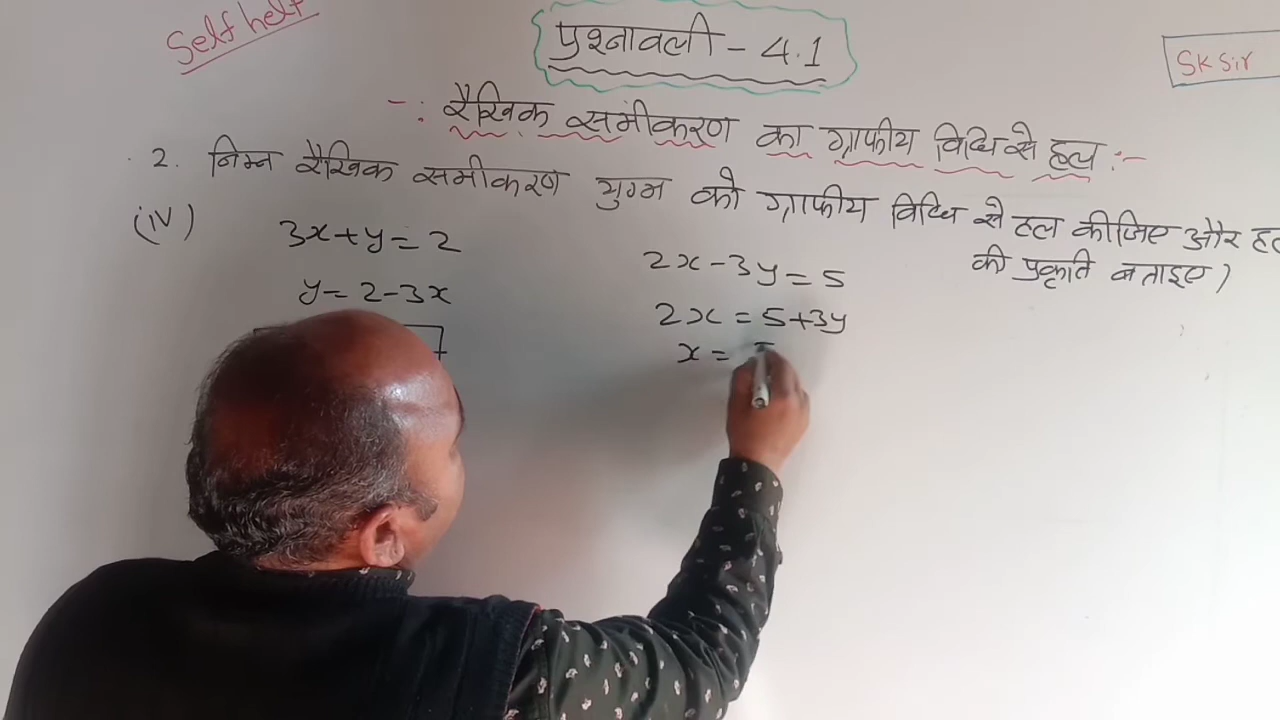 Self help
प्रश्नावली - 4.1
SK Sir
-: रैखिक समीकरण का ग्राफीय विधि से हल :-
2. निम्न रैखिक समीकरण युग्म को ग्राफीय विधि से हल कीजिए और हल
की प्रकृति बताइए)
(iv) 3x+y=2
y=2-3x
2x-3y=5
2x=5+3y
x=